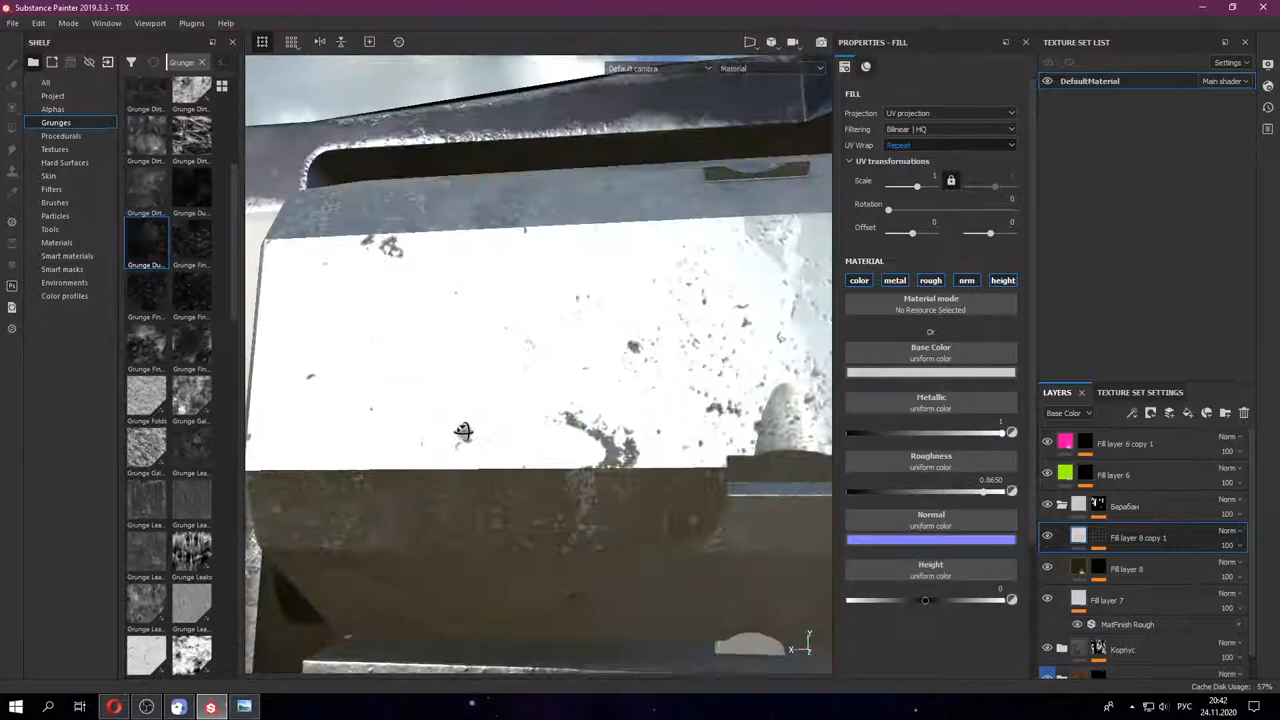 Substance Painter 2019.3.3 - TEX
File Edit Mode Window Viewport Plugins Help
SHELF
Grunge
All
Project
Alphas
Grunges
Procedurals
Textures
Hard Surfaces
Skin
Filters
Brushes
Particles
Tools
Materials
Smart materials
Smart masks
Environments
Color profiles
Grunge Dirt... Grunge Dirt...
Grunge Dirt... Grunge Dirt...
Grunge Dirt... Grunge Du...
Grunge Du... Grunge Fin...
Grunge Fin... Grunge Fin...
Grunge Fin... Grunge Fin...
Grunge Folds Grunge Gal...
Grunge Gal... Grunge Lea...
Grunge Lea... Grunge Lea...
Grunge Lea... Grunge Leaks
Grunge Lea... Grunge Lea...
Default camera
Material
Y
X
Z
PROPERTIES - FILL
FILL
Projection UV projection
Filtering Bilinear | HQ
UV Wrap Repeat
UV transformations
Scale 1
Rotation 0
Offset 0 0
MATERIAL
color metal rough nrm height
Material mode
No Resource Selected
Or
Base Color
uniform color
Metallic
uniform color
1
Roughness
uniform color
0.8650
Normal
uniform color
Height
uniform color
0
TEXTURE SET LIST
Settings
DefaultMaterial Main shader
LAYERS TEXTURE SET SETTINGS
Base Color
Fill layer 6 copy 1 Norm 100
Fill layer 6 Norm 100
Барабан Norm 100
Fill layer 8 copy 1 Norm 100
Fill layer 8 Norm 100
Fill layer 7 Norm 100
MatFinish Rough
Корпус Norm 100
Norm
Cache Disk Usage: 57%
РУС
20:42
24.11.2020